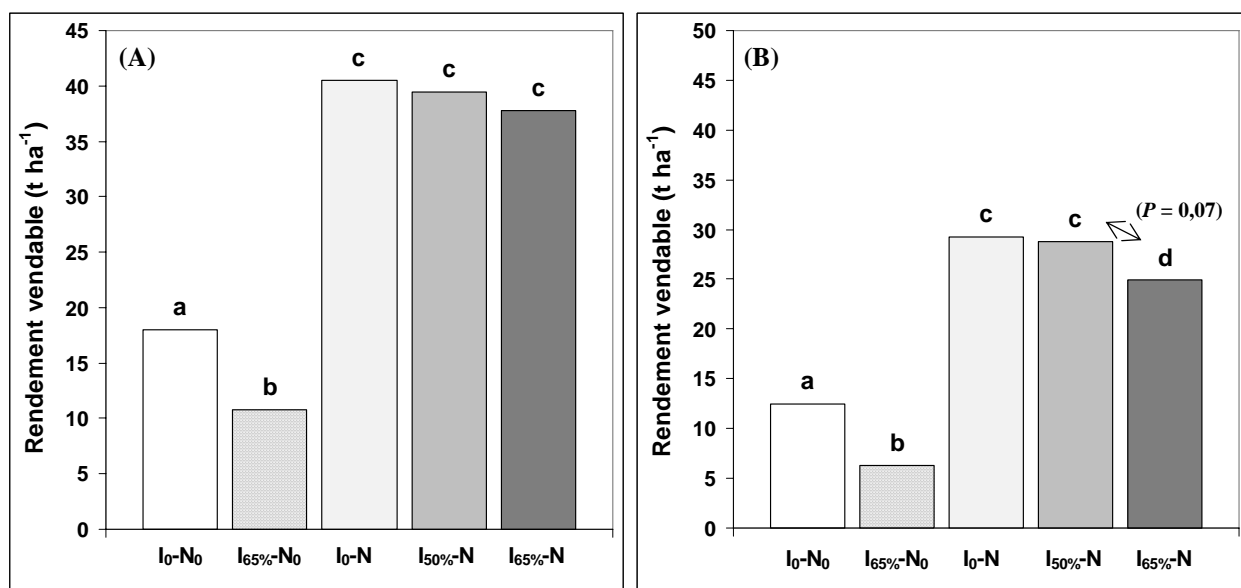 (A)
Rendement vendable (t ha⁻¹)
45
40
35
30
25
20
15
10
5
0
a
b
c
c
c
I₀-N₀
I₆₅%-N₀
I₀-N
I₅₀%-N
I₆₅%-N
(B)
Rendement vendable (t ha⁻¹)
50
45
40
35
30
25
20
15
10
5
0
a
b
c
c
(P = 0,07)
d
I₀-N₀
I₆₅%-N₀
I₀-N
I₅₀%-N
I₆₅%-N